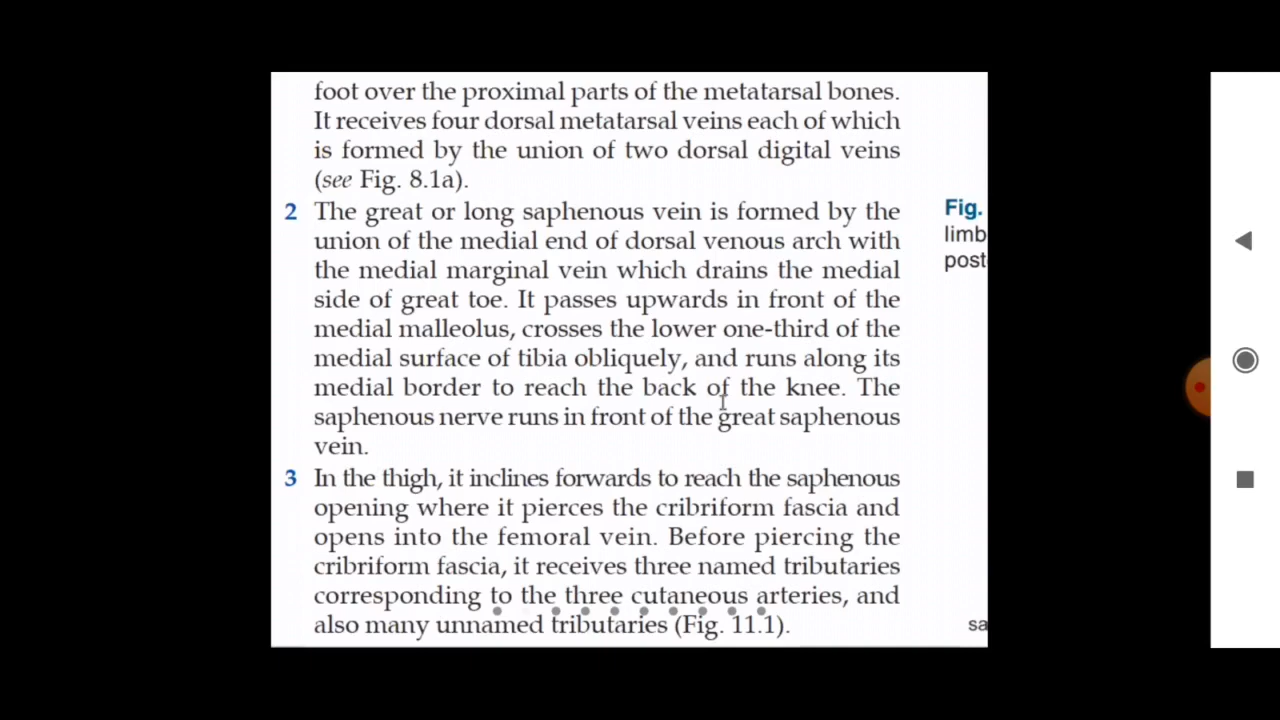 foot over the proximal parts of the metatarsal bones.
It receives four dorsal metatarsal veins each of which
is formed by the union of two dorsal digital veins
(see Fig. 8.1a).
2 The great or long saphenous vein is formed by the
union of the medial end of dorsal venous arch with
the medial marginal vein which drains the medial
side of great toe. It passes upwards in front of the
medial malleolus, crosses the lower one-third of the
medial surface of tibia obliquely, and runs along its
medial border to reach the back of the knee. The
saphenous nerve runs in front of the great saphenous
vein.
3 In the thigh, it inclines forwards to reach the saphenous
opening where it pierces the cribriform fascia and
opens into the femoral vein. Before piercing the
cribriform fascia, it receives three named tributaries
corresponding to the three cutaneous arteries, and
also many unnamed tributaries (Fig. 11.1).
Fig.
limb
post
sa